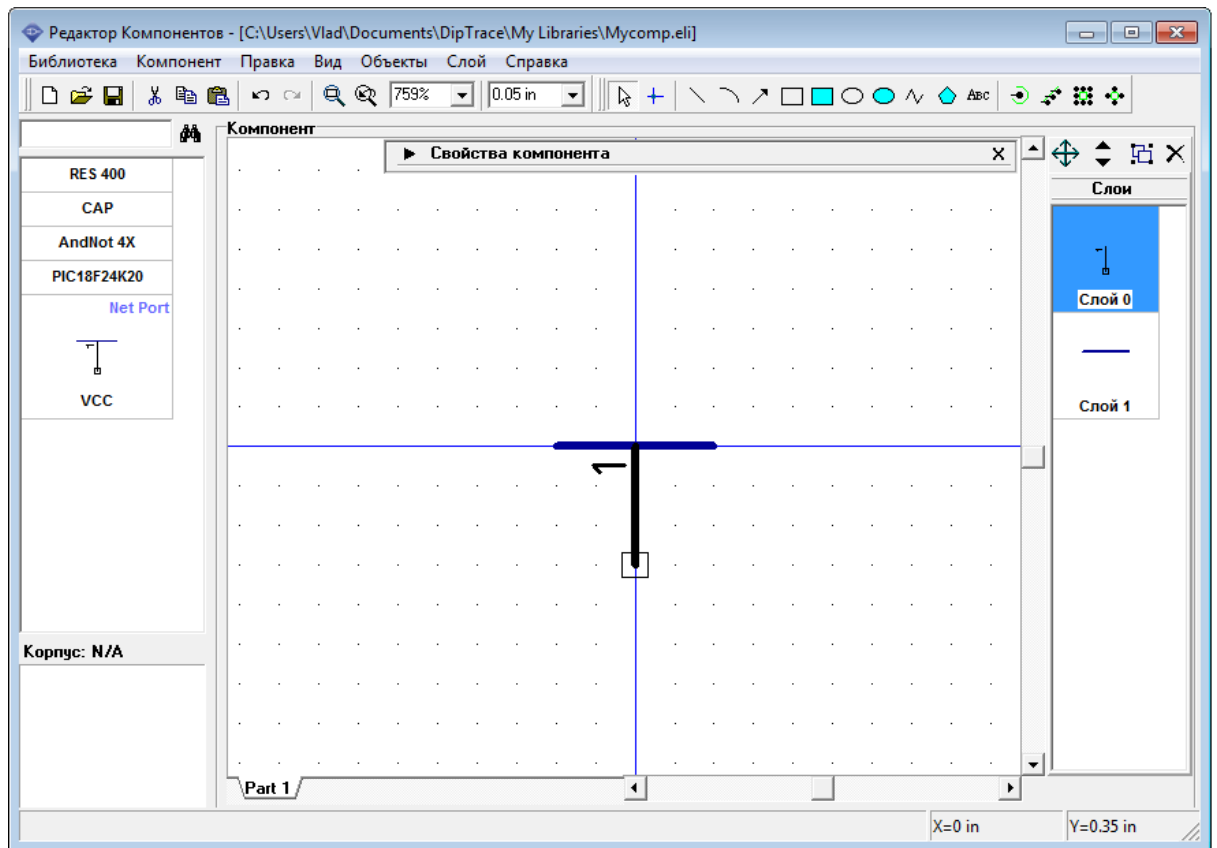 Редактор Компонентов - [C:\Users\Vlad\Documents\DipTrace\My Libraries\Mycomp.eli]
Библиотека Компонент Правка Вид Объекты Слой Справка
759% 0.05 in ABC
Компонент
Свойства компонента X
Слои
RES 400
CAP
AndNot 4X
PIC18F24K20
Net Port
1
VCC
1
1
Слой 0
Слой 1
Корпус: N/A
Part 1
X=0 in Y=0.35 in